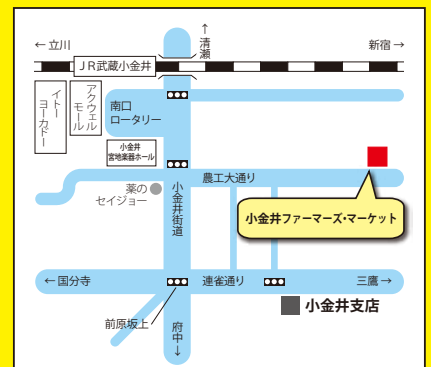 ← 立川
↑
清瀬
新宿 →
JR武蔵小金井
イトー
ヨーカドー
アクウェル
モール
南口
ロータリー
小金井
宮地楽器ホール
薬の
セイジョー
小金井街道
農工大通り
小金井ファーマーズ・マーケット
← 国分寺
連雀通り
三鷹 →
小金井支店
前原坂上
府中
↓